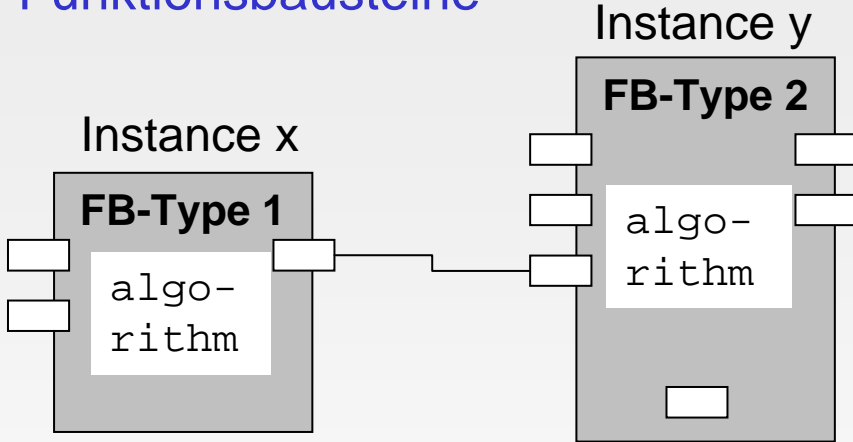 Funktionsbausteine
Instance y
FB-Type 2
Instance x
FB-Type 1
algo-
rithm
algo-
rithm